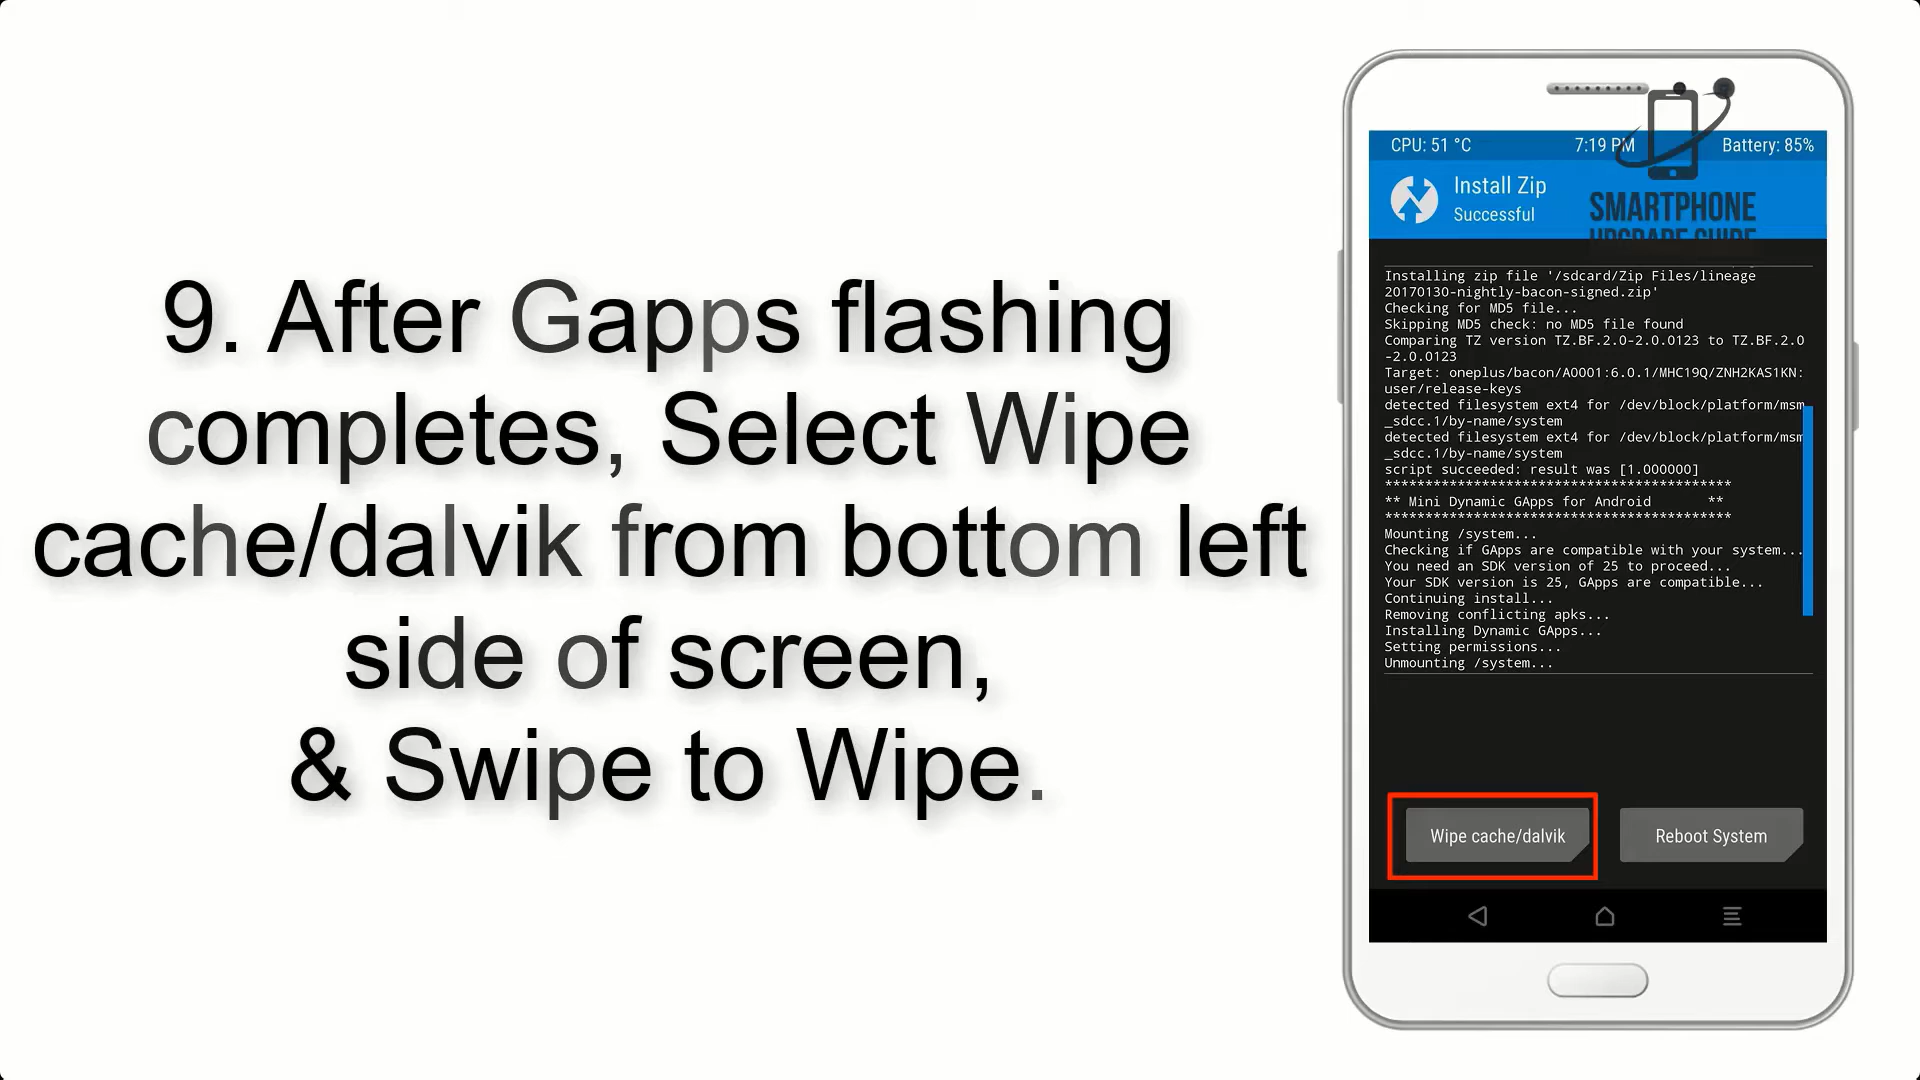 9. After Gapps flashing
completes, Select Wipe
cache/dalvik from bottom left
side of screen,
& Swipe to Wipe.
CPU: 51 °C 7:19 PM Battery: 85%
Install Zip
Successful
SMARTPHONE
UPGRADE GUIDE
Installing zip file '/sdcard/Zip Files/lineage
20170130-nightly-bacon-signed.zip'
Checking for MD5 file...
Skipping MD5 check: no MD5 file found
Comparing TZ version TZ.BF.2.0-2.0.0123 to TZ.BF.2.0
-2.0.0123
Target: oneplus/bacon/A0001:6.0.1/MHC19Q/ZNH2KAS1KN:
user/release-keys
detected filesystem ext4 for /dev/block/platform/msm
_sdcc.1/by-name/system
detected filesystem ext4 for /dev/block/platform/msm
_sdcc.1/by-name/system
script succeeded: result was [1.000000]
*******************************************
** Mini Dynamic GApps for Android **
*******************************************
Mounting /system...
Checking if GApps are compatible with your system...
You need an SDK version of 25 to proceed...
Your SDK version is 25, GApps are compatible...
Continuing install...
Removing conflicting apks...
Installing Dynamic GApps...
Setting permissions...
Unmounting /system...
Wipe cache/dalvik Reboot System